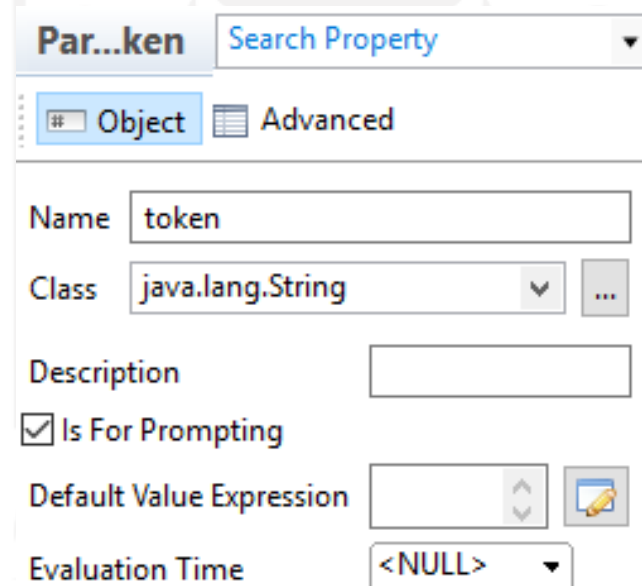 Par...ken Search Property
Object Advanced
Name token
Class java.lang.String ...
Description
Is For Prompting
Default Value Expression
Evaluation Time <NULL>